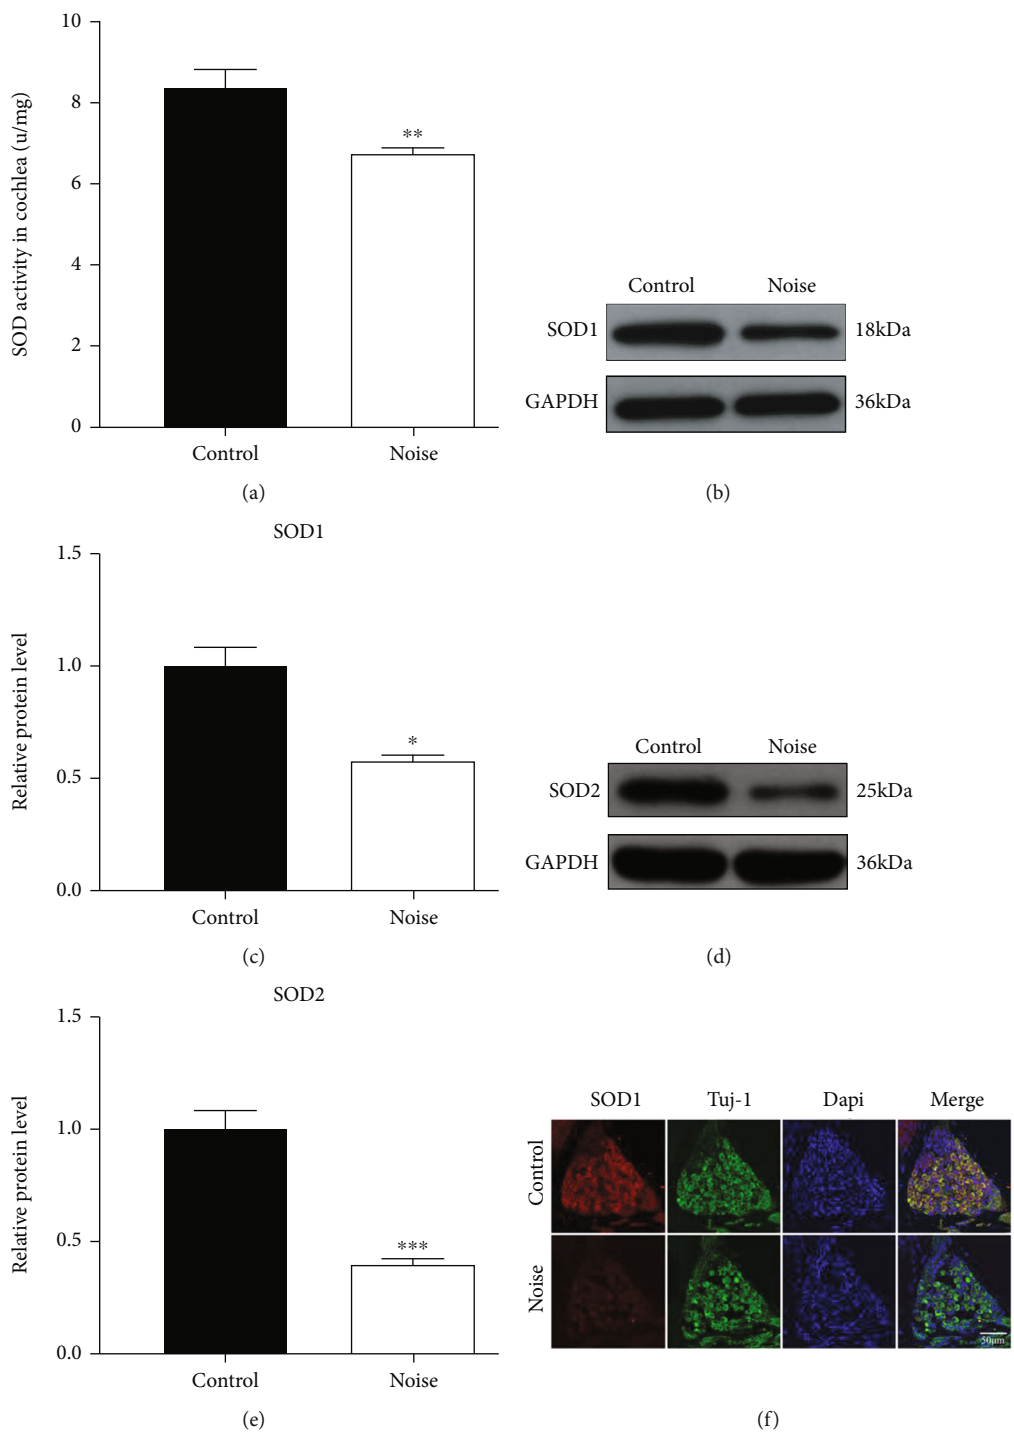 10
8
6
4
2
0
SOD activity in cochlea (u/mg)
**
Control Noise
(a)
Control Noise
SOD1 18kDa
GAPDH 36kDa
(b)
SOD1
1.5
1.0
0.5
0.0
Relative protein level
*
Control Noise
(c)
Control Noise
SOD2 25kDa
GAPDH 36kDa
(d)
SOD2
1.5
1.0
0.5
0.0
Relative protein level
***
Control Noise
(e)
SOD1 Tuj-1 Dapi Merge
Control
Noise
50μm
(f)